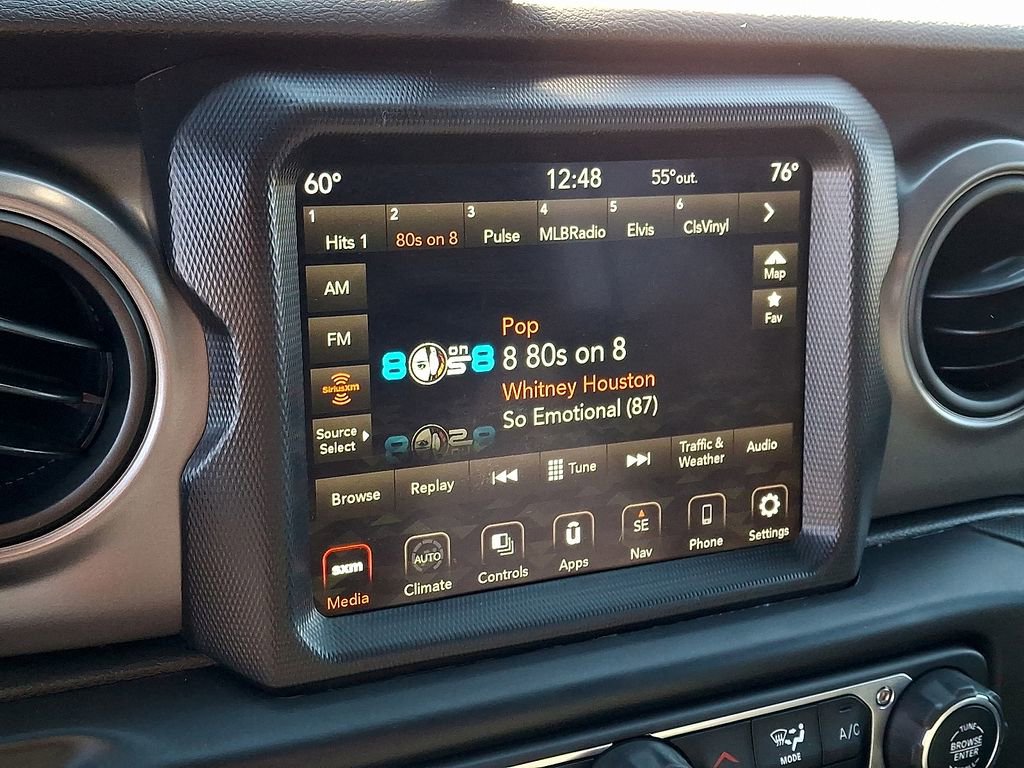 60°
12:48
55°out.
76°
1 Hits 1
2 80s on 8
3 Pulse
4 MLBRadio
5 Elvis
6 ClsVinyl
AM
FM
SiriusXM
Source
Select
Map
Fav
8 on 8
Pop
8 80s on 8
Whitney Houston
So Emotional (87)
Browse
Replay
Tune
Traffic &
Weather
Audio
sxm
Media
AUTO
Climate
Controls
ū
Apps
SE
Nav
Phone
Settings
MODE
A/C
TUNE
BROWSE
ENTER